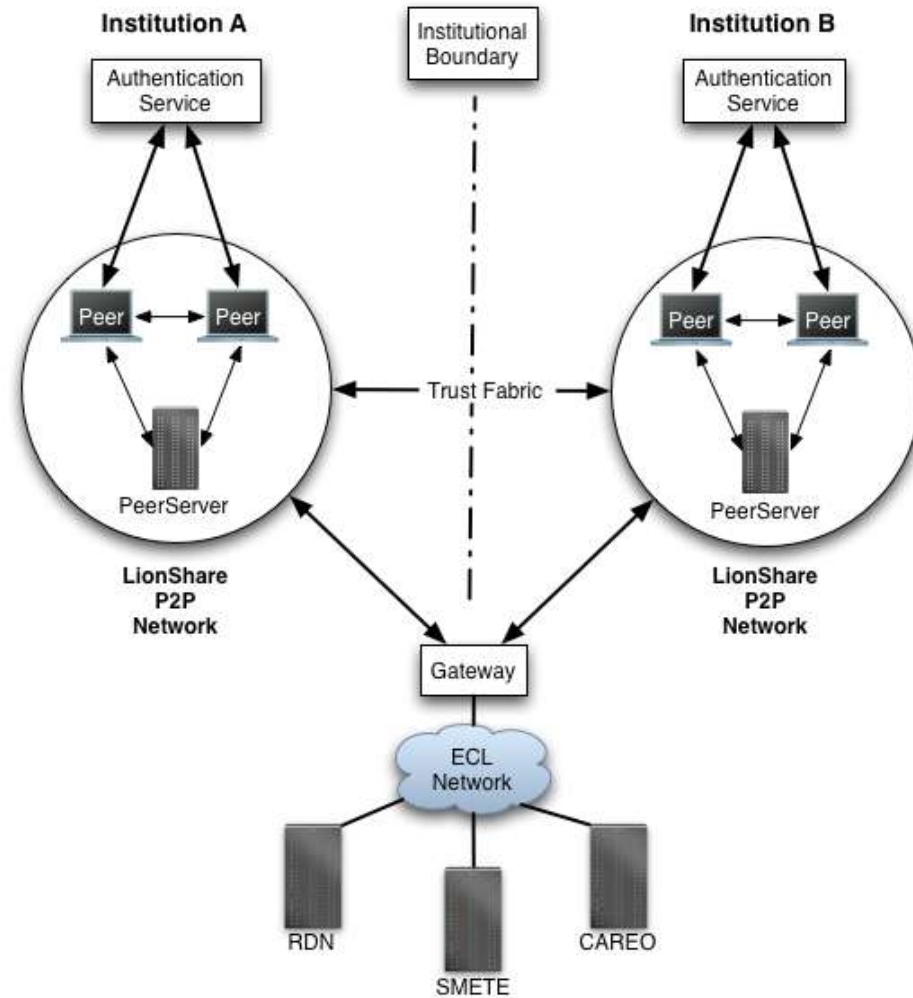 Institution A
Institutional
Boundary
Institution B
Authentication
Service
Authentication
Service
Peer
Peer
Peer
Peer
Trust Fabric
PeerServer
PeerServer
LionShare
P2P
Network
LionShare
P2P
Network
Gateway
ECL
Network
RDN
SMETE
CAREO